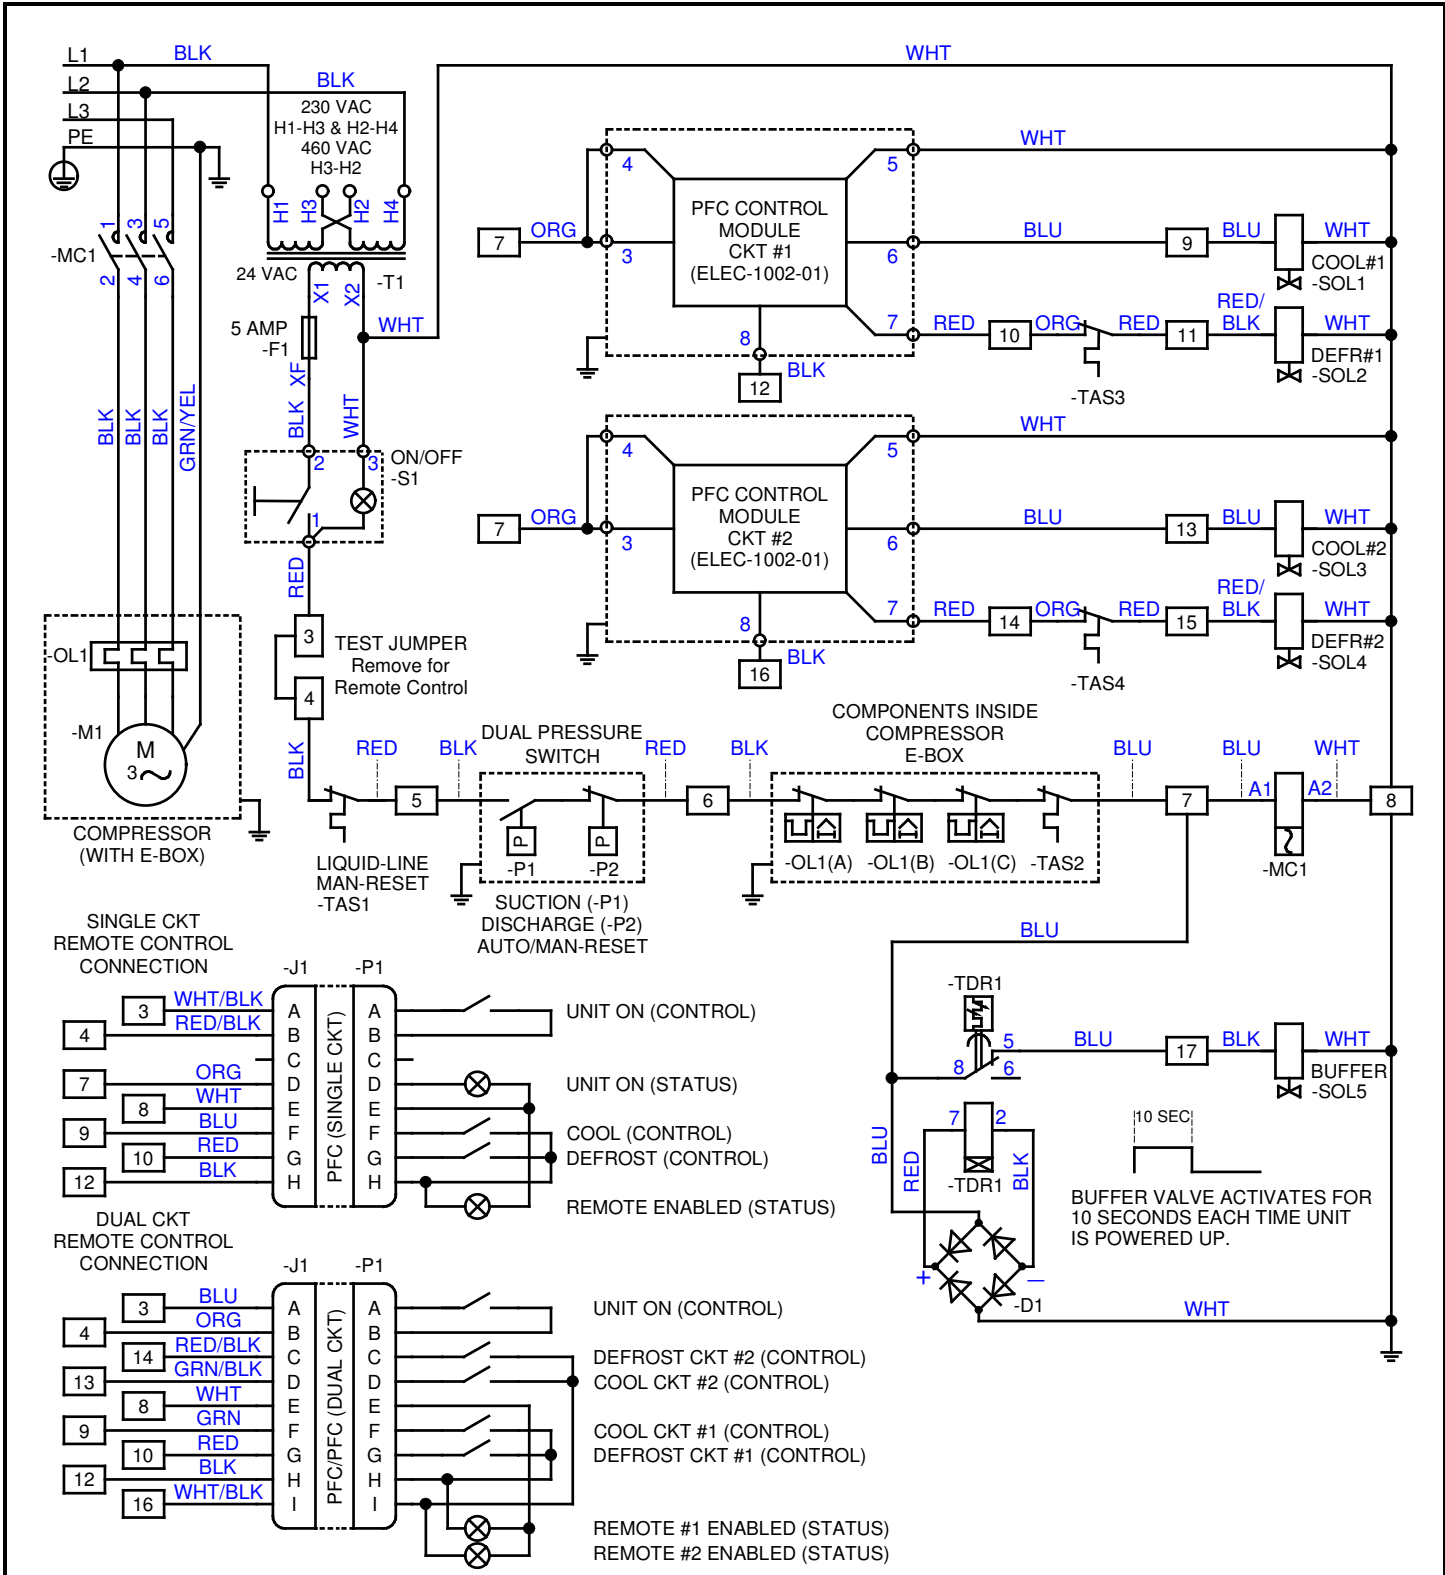 L1
BLK
L2
BLK
L3
PE
230 VAC
H1-H3 & H2-H4
460 VAC
H3-H2
H1
H3
H2
H4
1
3
5
-MC1
2
4
6
24 VAC
X1
X2
-T1
5 AMP
-F1
XF
WHT
BLK
BLK
BLK
GRN/YEL
BLK
WHT
2
3
ON/OFF
-S1
1
RED
3
TEST JUMPER
Remove for
Remote Control
4
BLK
-OL1
-M1
M
3
COMPRESSOR
(WITH E-BOX)
WHT
4
5
WHT
PFC CONTROL
MODULE
CKT #1
(ELEC-1002-01)
7
ORG
3
6
BLU
9
BLU
WHT
COOL#1
-SOL1
7
RED
10
ORG
RED
11
RED/
BLK
WHT
DEFR#1
-SOL2
-TAS3
8
BLK
12
4
5
WHT
PFC CONTROL
MODULE
CKT #2
(ELEC-1002-01)
7
ORG
3
6
BLU
13
BLU
WHT
COOL#2
-SOL3
7
RED
14
ORG
RED
15
RED/
BLK
WHT
DEFR#2
-SOL4
-TAS4
8
BLK
16
RED
5
BLK
DUAL PRESSURE
SWITCH
P
P
-P1
-P2
RED
6
BLK
COMPONENTS INSIDE
COMPRESSOR
E-BOX
-OL1(A)
-OL1(B)
-OL1(C)
-TAS2
BLU
7
BLU
A1
A2
WHT
8
-MC1
LIQUID-LINE
MAN-RESET
-TAS1
SUCTION (-P1)
DISCHARGE (-P2)
AUTO/MAN-RESET
BLU
-TDR1
5
8
6
BLU
17
BLK
WHT
BUFFER
-SOL5
7
2
-TDR1
BLU
RED
BLK
+
–
-D1
WHT
10 SEC
BUFFER VALVE ACTIVATES FOR
10 SECONDS EACH TIME UNIT
IS POWERED UP.
SINGLE CKT
REMOTE CONTROL
CONNECTION
-J1
-P1
PFC (SINGLE CKT)
3
WHT/BLK
A
A
UNIT ON (CONTROL)
4
RED/BLK
B
B
C
C
7
ORG
D
D
UNIT ON (STATUS)
8
WHT
E
E
9
BLU
F
F
COOL (CONTROL)
10
RED
G
G
DEFROST (CONTROL)
12
BLK
H
H
REMOTE ENABLED (STATUS)
DUAL CKT
REMOTE CONTROL
CONNECTION
-J1
-P1
PFC/PFC (DUAL CKT)
3
BLU
A
A
UNIT ON (CONTROL)
4
ORG
B
B
14
RED/BLK
C
C
DEFROST CKT #2 (CONTROL)
13
GRN/BLK
D
D
COOL CKT #2 (CONTROL)
8
WHT
E
E
9
GRN
F
F
COOL CKT #1 (CONTROL)
10
RED
G
G
DEFROST CKT #1 (CONTROL)
12
BLK
H
H
16
WHT/BLK
I
I
REMOTE #1 ENABLED (STATUS)
REMOTE #2 ENABLED (STATUS)